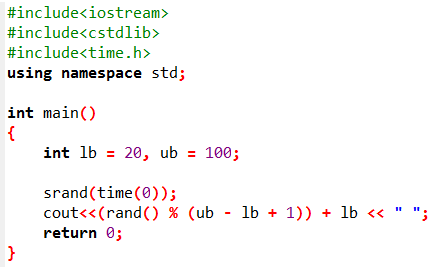 #include<iostream>
#include<cstdlib>
#include<time.h>
using namespace std;
int main()
{
int lb = 20, ub = 100;
srand(time(0));
cout<<(rand() % (ub - lb + 1)) + lb << " ";
return 0;
}